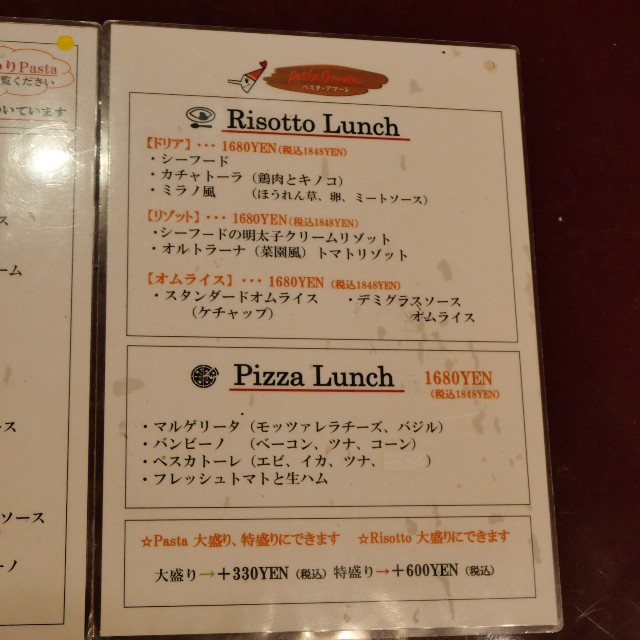 りPasta
覧ください
いています
ース
ーム
ース
ソース
ーノ
パスタ・アマーレ
Risotto Lunch
【ドリア】・・・1680YEN(税込1848YEN)
・シーフード
・カチャトーラ（鶏肉とキノコ）
・ミラノ風　　（ほうれん草、卵、ミートソース）
【リゾット】・・・1680YEN(税込1848YEN)
・シーフードの明太子クリームリゾット
・オルトラーナ（菜園風）トマトリゾット
【オムライス】・・・1680YEN（税込1848YEN）
・スタンダードオムライス　・デミグラスソース
（ケチャップ）　　オムライス
Pizza Lunch 1680YEN
(税込1848YEN)
・マルゲリータ（モッツァレラチーズ、バジル）
・バンビーノ　（ベーコン、ツナ、コーン）
・ペスカトーレ（エビ、イカ、ツナ、　　）
・フレッシュトマトと生ハム
☆Pasta 大盛り、特盛りにできます　☆Risotto 大盛りにできます
大盛り→＋330YEN（税込）特盛り→＋600YEN（税込）